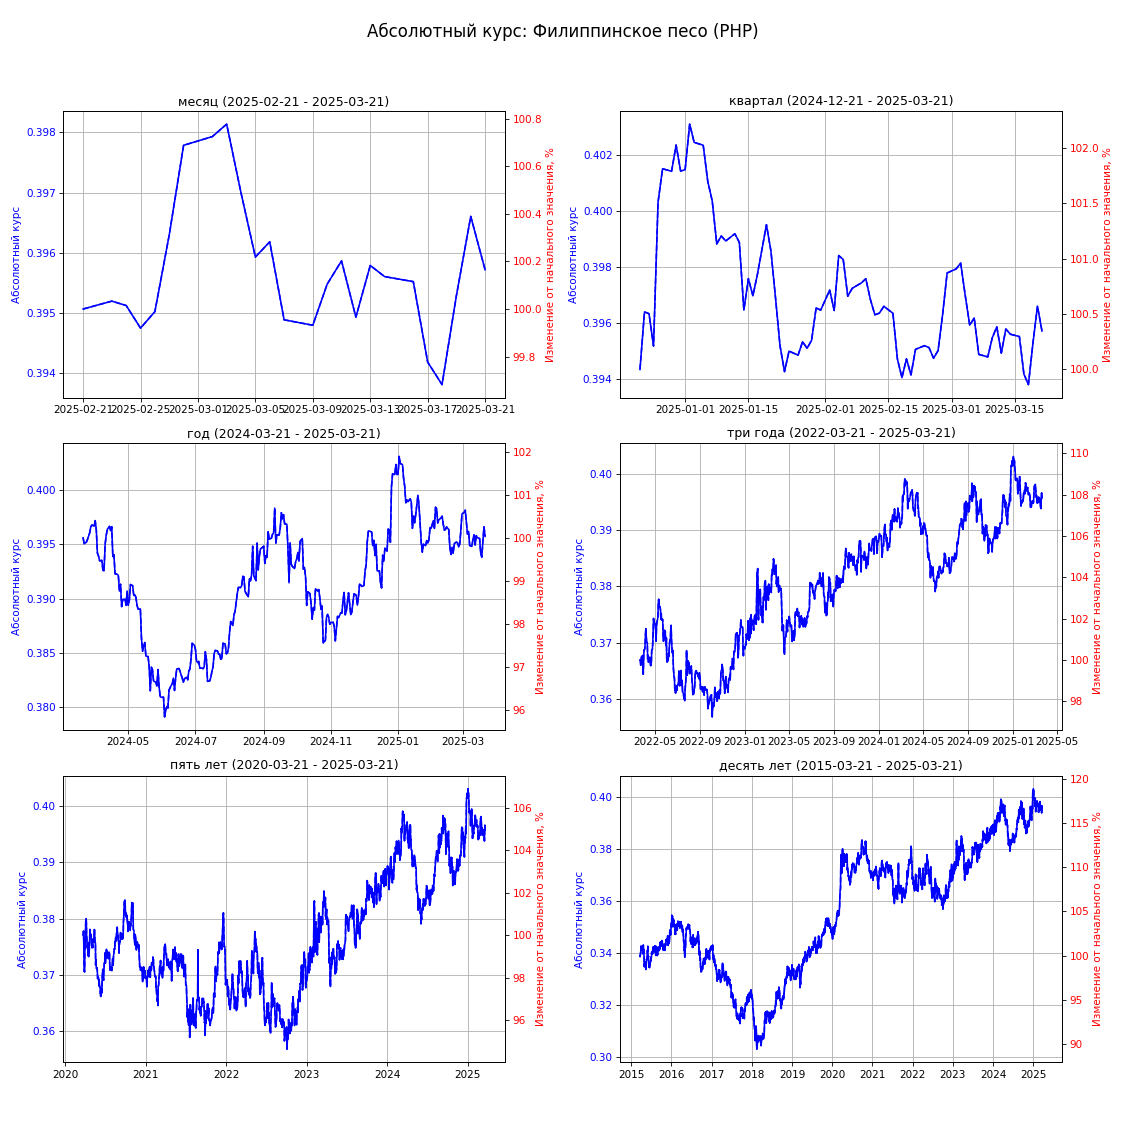 Абсолютный курс: Филиппинское песо (PHP)
месяц (2025-02-21 - 2025-03-21)
Абсолютный курс
0.398
0.397
0.396
0.395
0.394
100.8
100.6
100.4
100.2
100.0
99.8
Изменение от начального значения, %
2025-02-21 2025-02-25 2025-03-01 2025-03-05 2025-03-09 2025-03-13 2025-03-17 2025-03-21
квартал (2024-12-21 - 2025-03-21)
Абсолютный курс
0.402
0.400
0.398
0.396
0.394
102.0
101.5
101.0
100.5
100.0
Изменение от начального значения, %
2025-01-01 2025-01-15 2025-02-01 2025-02-15 2025-03-01 2025-03-15
год (2024-03-21 - 2025-03-21)
Абсолютный курс
0.400
0.395
0.390
0.385
0.380
102
101
100
99
98
97
96
Изменение от начального значения, %
2024-05 2024-07 2024-09 2024-11 2025-01 2025-03
три года (2022-03-21 - 2025-03-21)
Абсолютный курс
0.40
0.39
0.38
0.37
0.36
110
108
106
104
102
100
98
Изменение от начального значения, %
2022-05 2022-09 2023-01 2023-05 2023-09 2024-01 2024-05 2024-09 2025-01 2025-05
пять лет (2020-03-21 - 2025-03-21)
Абсолютный курс
0.40
0.39
0.38
0.37
0.36
106
104
102
100
98
96
Изменение от начального значения, %
2020 2021 2022 2023 2024 2025
десять лет (2015-03-21 - 2025-03-21)
Абсолютный курс
0.40
0.38
0.36
0.34
0.32
0.30
120
115
110
105
100
95
90
Изменение от начального значения, %
2015 2016 2017 2018 2019 2020 2021 2022 2023 2024 2025